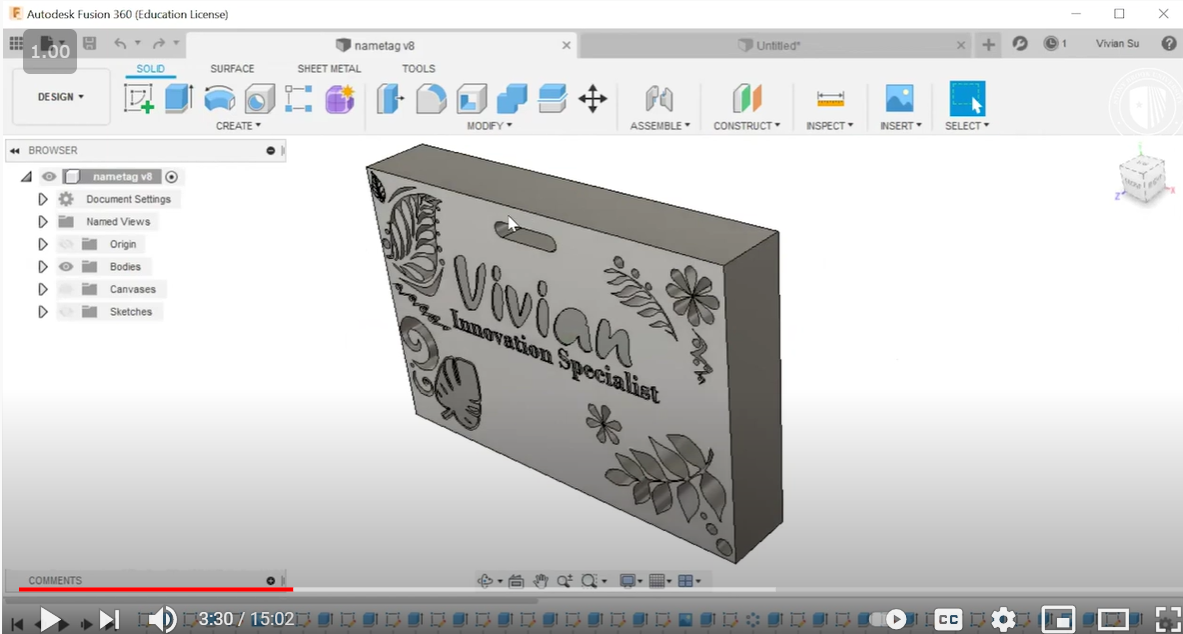 Autodesk Fusion 360 (Education License)
1.00
nametag v8
Untitled*
1
Vivian Su
SOLID SURFACE SHEET METAL TOOLS
DESIGN
CREATE MODIFY ASSEMBLE CONSTRUCT INSPECT INSERT SELECT
BROWSER
nametag v8
Document Settings
Named Views
Origin
Bodies
Canvases
Sketches
Vivian
Innovation Specialist
Z
X
COMMENTS
3:30 / 15:02
CC